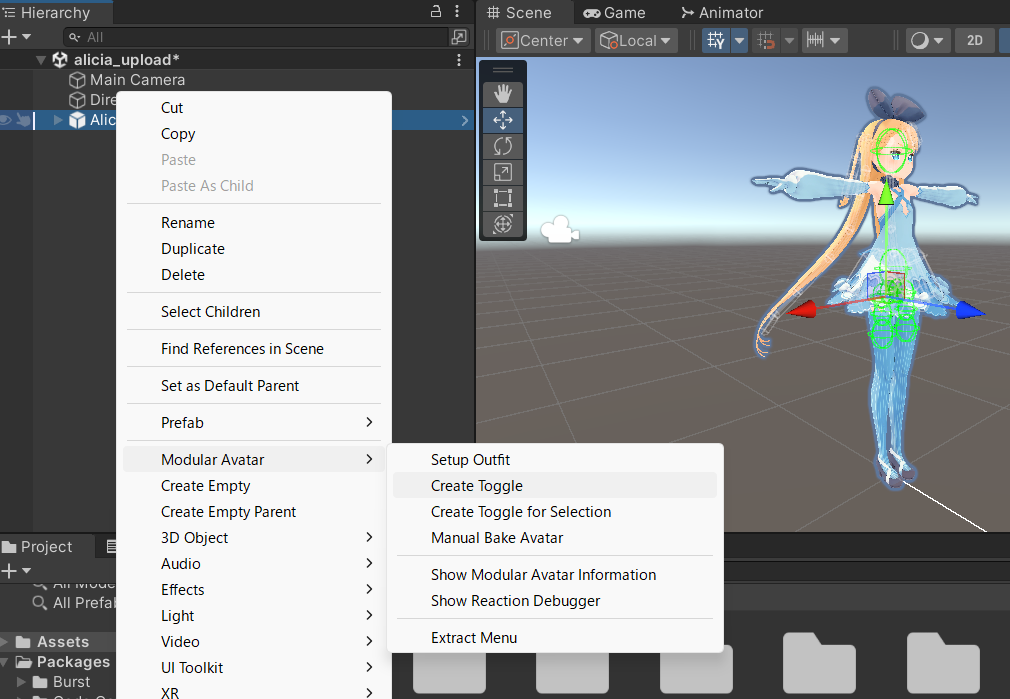 Hierarchy
All
alicia_upload*
Main Camera
Dire
Alic
Cut
Copy
Paste
Paste As Child
Rename
Duplicate
Delete
Select Children
Find References in Scene
Set as Default Parent
Prefab
Modular Avatar
Create Empty
Create Empty Parent
3D Object
Audio
Effects
Light
Video
UI Toolkit
XR
Setup Outfit
Create Toggle
Create Toggle for Selection
Manual Bake Avatar
Show Modular Avatar Information
Show Reaction Debugger
Extract Menu
Scene
Game
Animator
Center
Local
2D
Project
All Mode
All Prefab
Assets
Packages
Burst